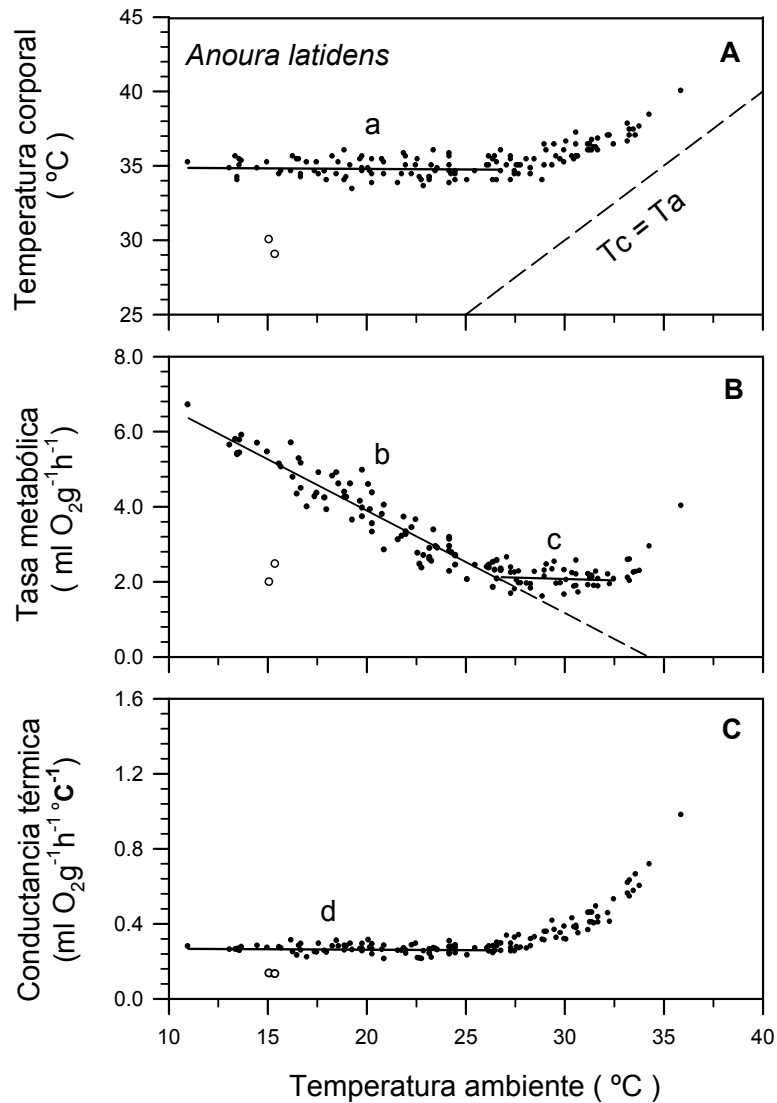 Anoura latidens
A
a
Tc = Ta
Temperatura corporal
( ºC )
45
40
35
30
25
B
b
c
Tasa metabólica
( ml O₂g⁻¹h⁻¹)
8.0
6.0
4.0
2.0
0.0
C
d
Conductancia térmica
(ml O₂g⁻¹h⁻¹ °C⁻¹)
1.6
1.2
0.8
0.4
0.0
10 15 20 25 30 35 40
Temperatura ambiente ( ºC )